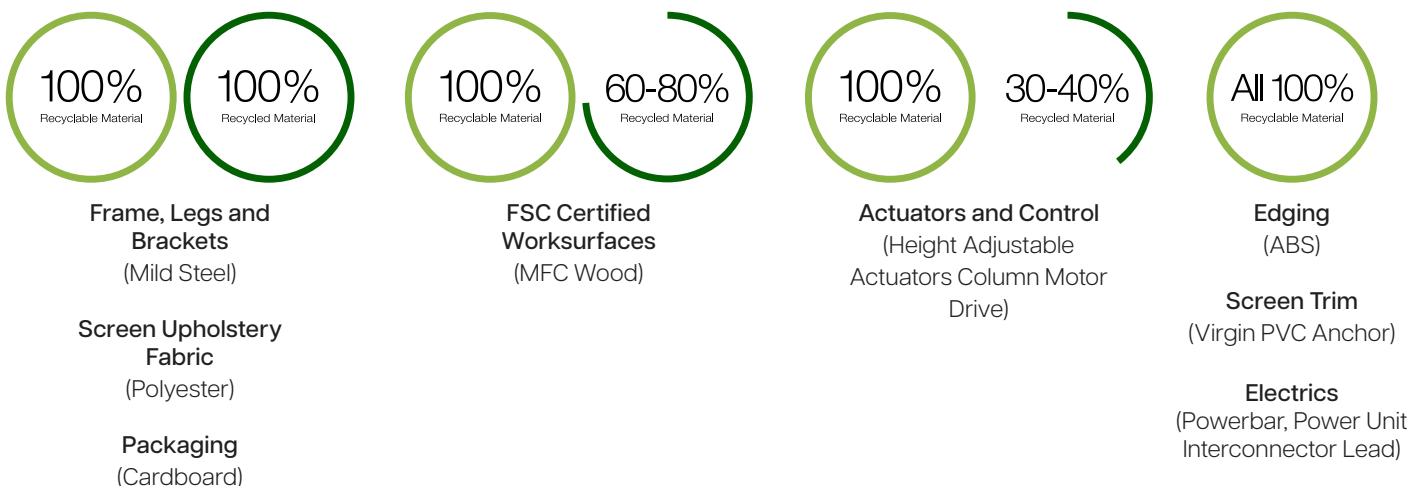 100%
Recyclable Material
100%
Recycled Material
Frame, Legs and
Brackets
(Mild Steel)
Screen Upholstery
Fabric
(Polyester)
Packaging
(Cardboard)
100%
Recyclable Material
60-80%
Recycled Material
FSC Certified
Worksurfaces
(MFC Wood)
100%
Recyclable Material
30-40%
Recycled Material
Actuators and Control
(Height Adjustable
Actuators Column Motor
Drive)
All 100%
Recyclable Material
Edging
(ABS)
Screen Trim
(Virgin PVC Anchor)
Electrics
(Powerbar, Power Unit
Interconnector Lead)